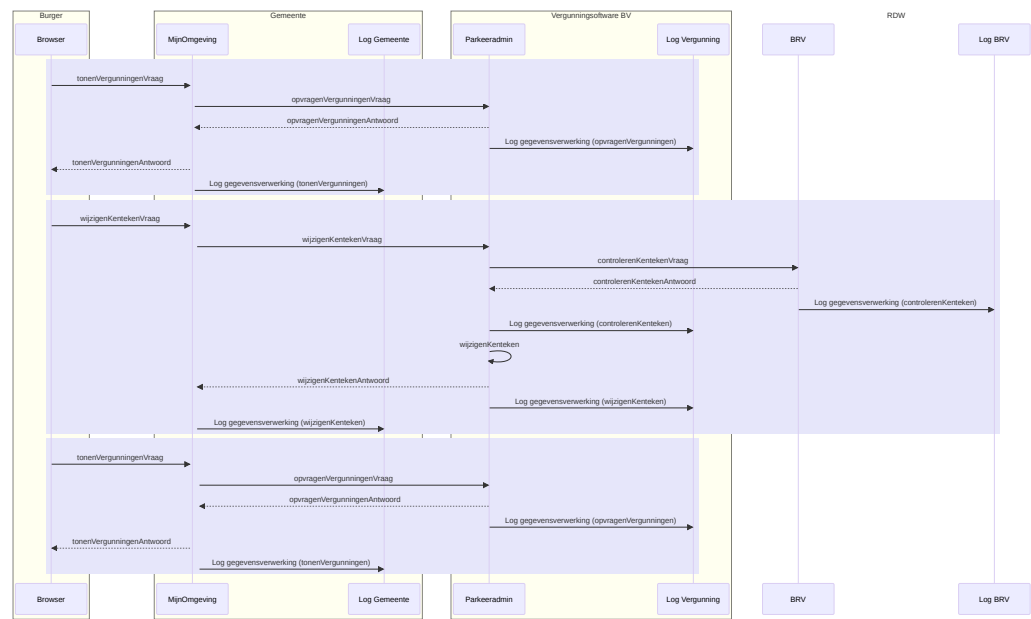 Burger
Gemeente
Vergunningsoftware BV
RDW
Browser
MijnOmgeving
Log Gemeente
Parkeeradmin
Log Vergunning
BRV
Log BRV
tonenVergunningenVraag
opvragenVergunningenVraag
opvragenVergunningenAntwoord
Log gegevensverwerking (opvragenVergunningen)
tonenVergunningenAntwoord
Log gegevensverwerking (tonenVergunningen)
wijzigenKentekenVraag
wijzigenKentekenVraag
controlerenKentekenVraag
controlerenKentekenAntwoord
Log gegevensverwerking (controlerenKenteken)
Log gegevensverwerking (controlerenKenteken)
wijzigenKenteken
wijzigenKentekenAntwoord
Log gegevensverwerking (wijzigenKenteken)
Log gegevensverwerking (wijzigenKenteken)
tonenVergunningenVraag
opvragenVergunningenVraag
opvragenVergunningenAntwoord
Log gegevensverwerking (opvragenVergunningen)
tonenVergunningenAntwoord
Log gegevensverwerking (tonenVergunningen)
Browser
MijnOmgeving
Log Gemeente
Parkeeradmin
Log Vergunning
BRV
Log BRV